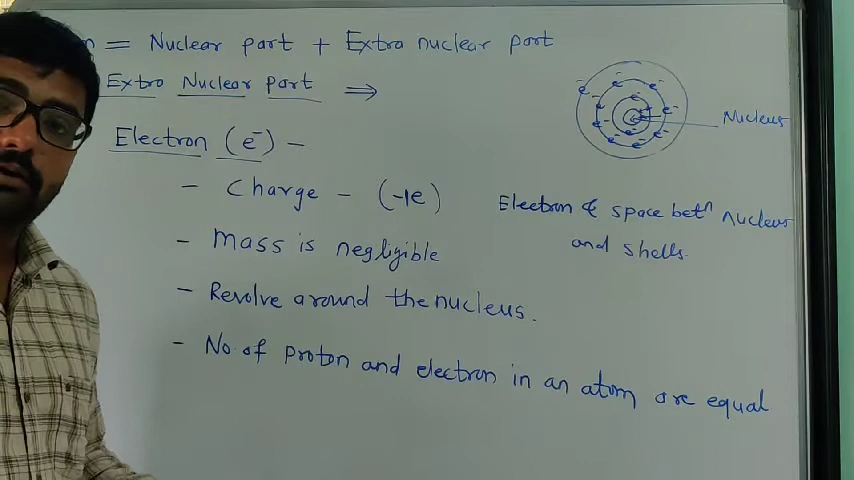 = Nuclear part + Extra nuclear part
Extra Nuclear part ⇒
Electron (e⁻) –
– Charge – (-1e)
– Mass is negligible
– Revolve around the nucleus.
– No of proton and electron in an atom are equal
Nucleus
Electron & space betⁿ nucleus
and shells.